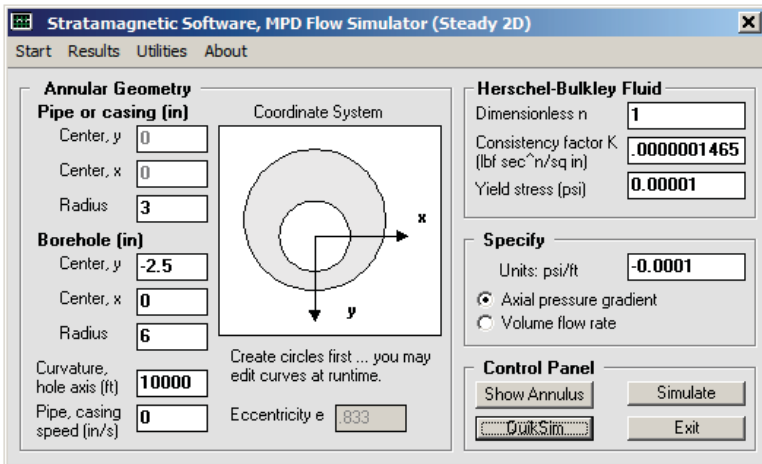 Stratamagnetic Software, MPD Flow Simulator (Steady 2D)
Start Results Utilities About
Annular Geometry
Pipe or casing (in)
Center, y 0
Center, x 0
Radius 3
Borehole (in)
Center, y -2.5
Center, x 0
Radius 6
Curvature,
hole axis (ft) 10000
Pipe, casing
speed (in/s) 0
Coordinate System
x
y
Create circles first ... you may
edit curves at runtime.
Eccentricity e .833
Herschel-Bulkley Fluid
Dimensionless n 1
Consistency factor K
(lbf sec^n/sq in) .0000001465
Yield stress (psi) 0.00001
Specify
Units: psi/ft -0.0001
Axial pressure gradient
Volume flow rate
Control Panel
Show Annulus Simulate
QuikSim Exit